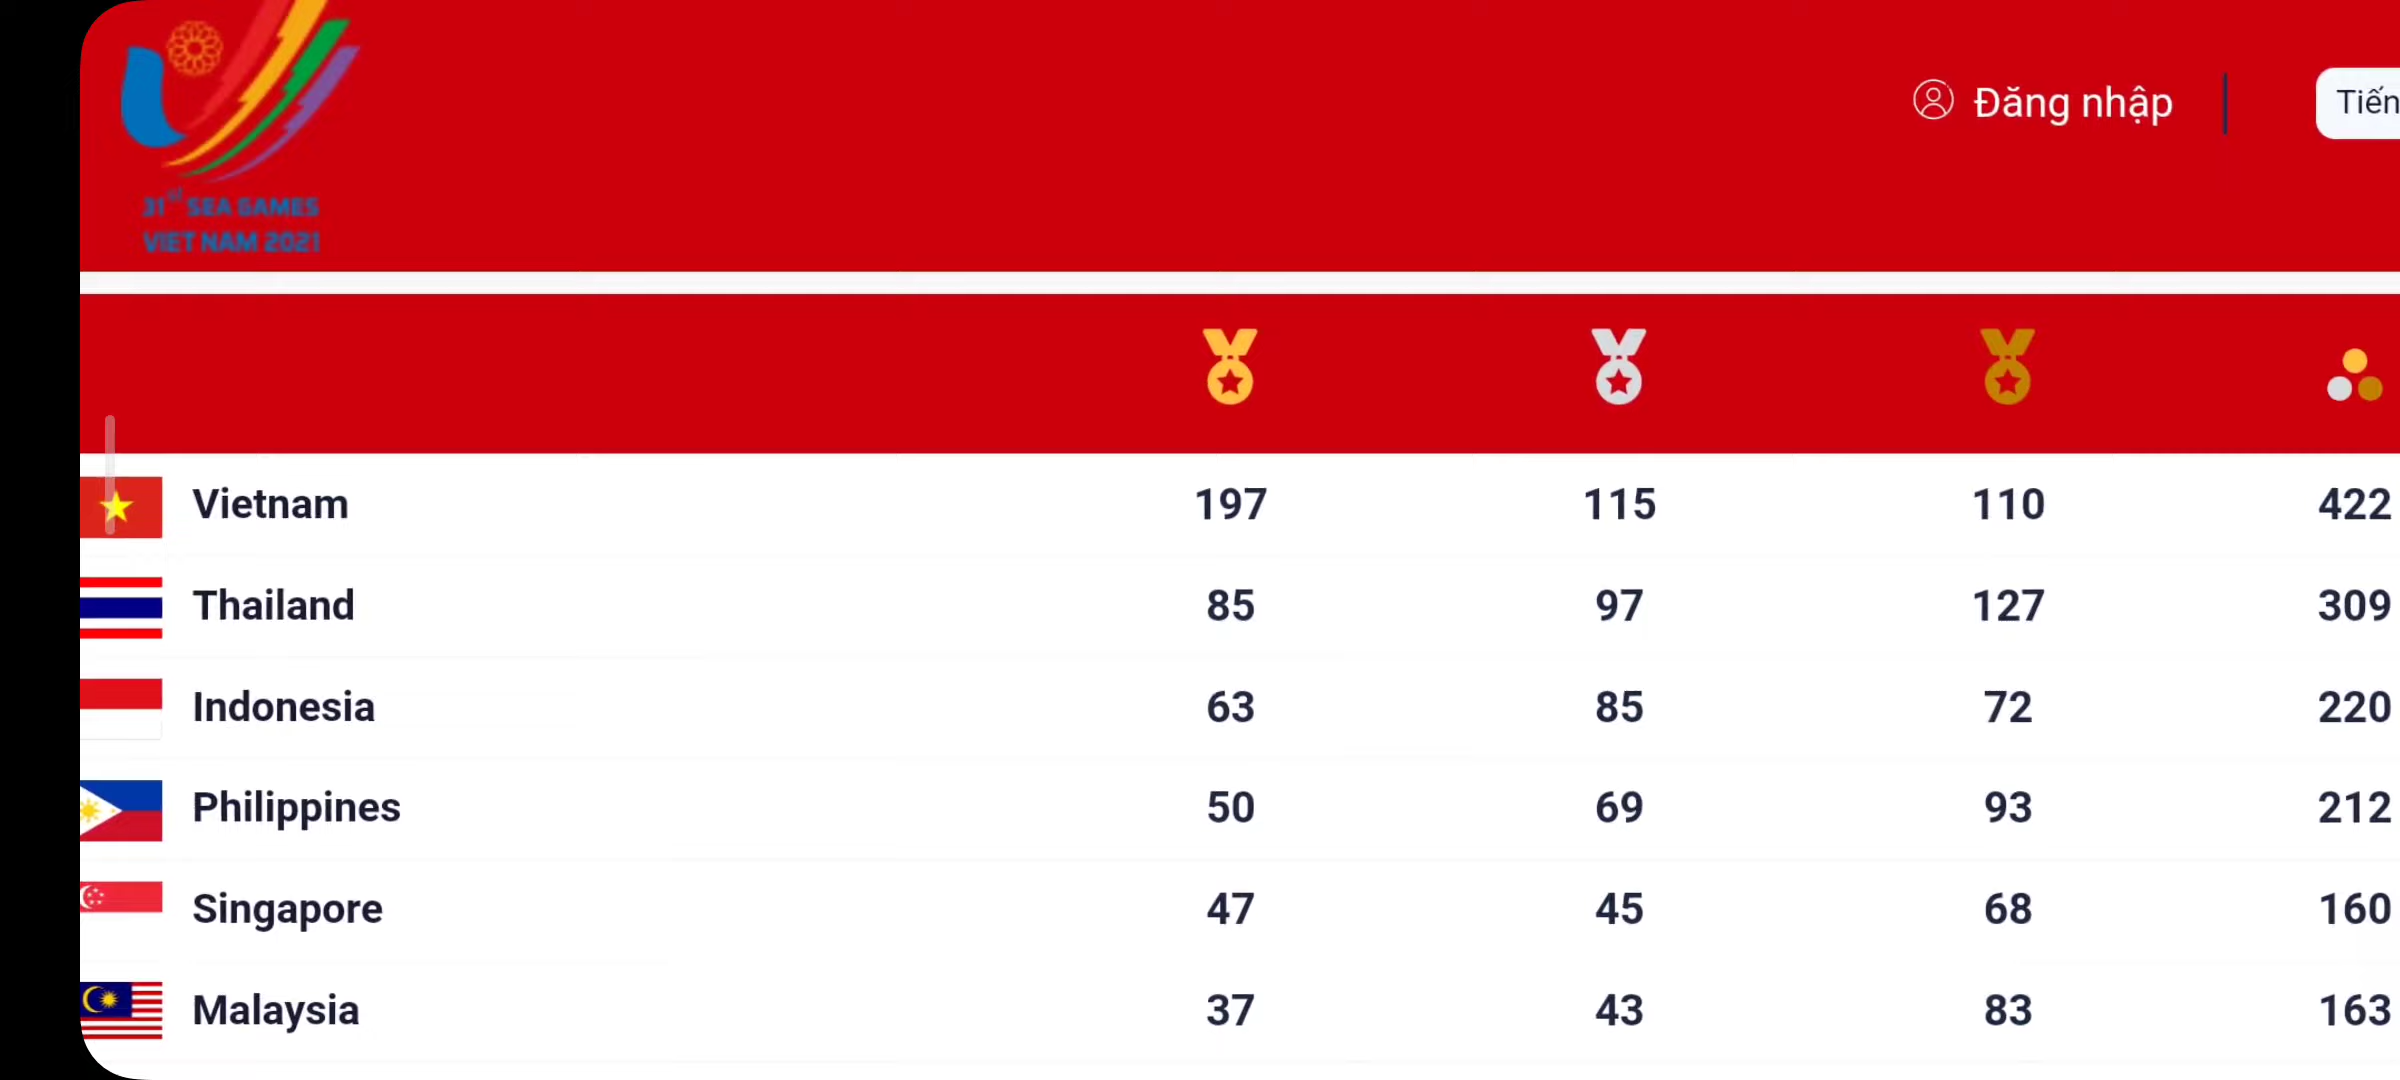 31st SEA GAMES
VIET NAM 2021
Đăng nhập
Tiến
Vietnam 197 115 110 422
Thailand 85 97 127 309
Indonesia 63 85 72 220
Philippines 50 69 93 212
Singapore 47 45 68 160
Malaysia 37 43 83 163